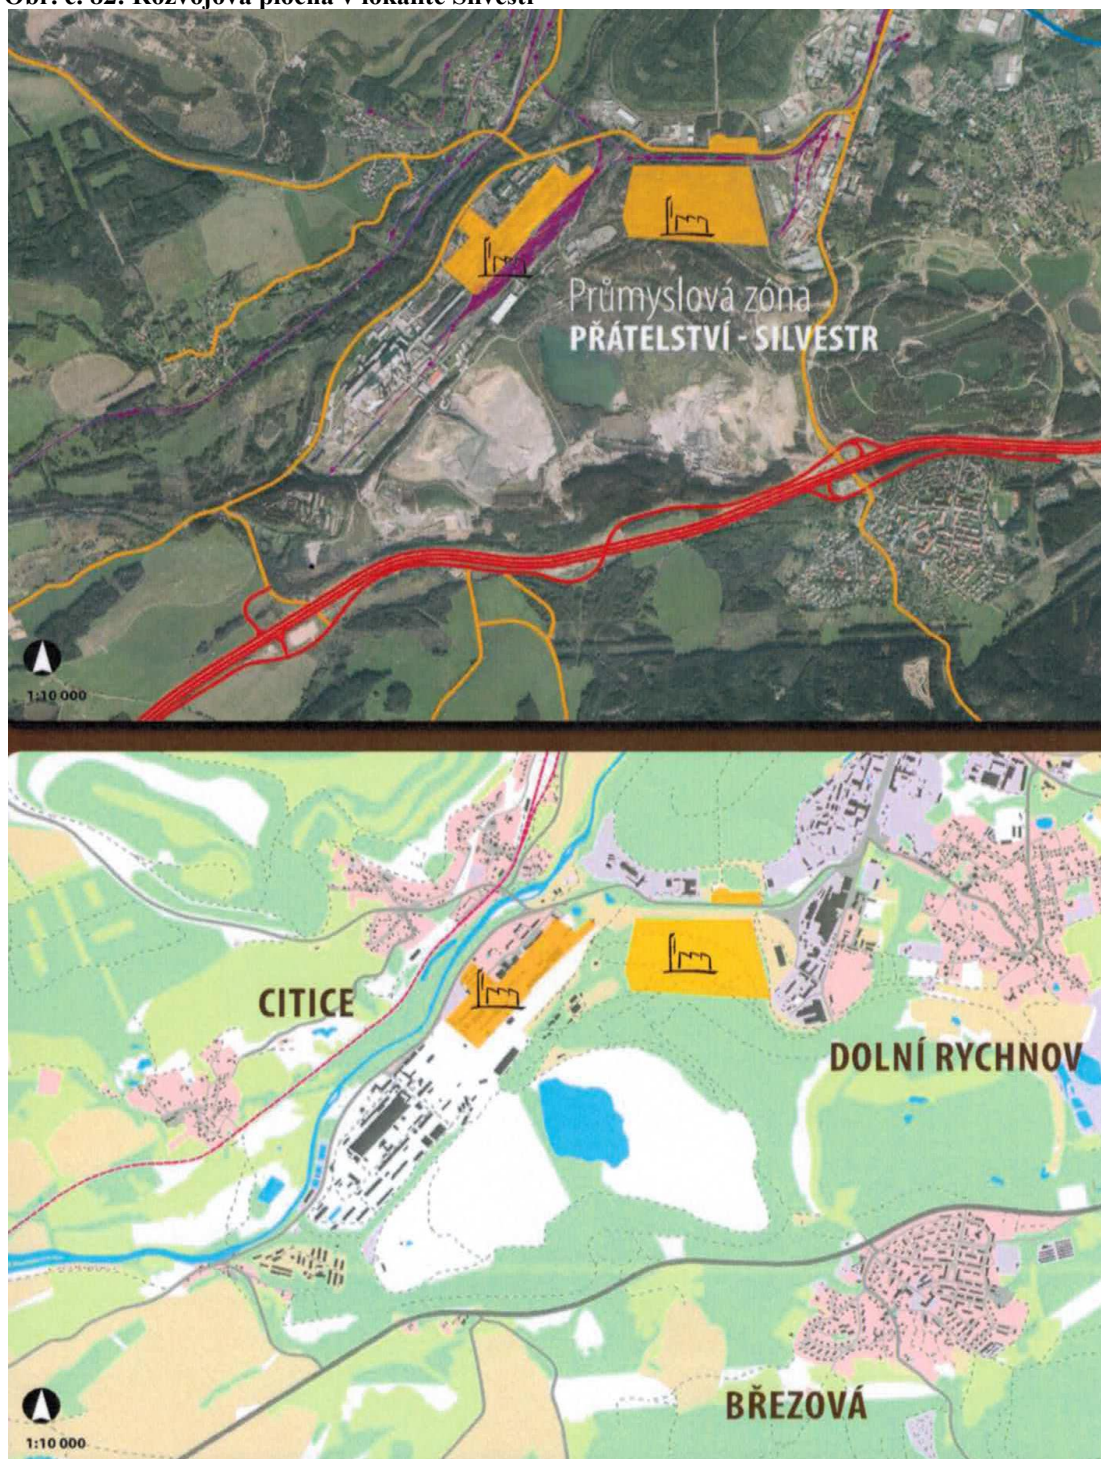 Obr. č. 82: Rozvojová plocha v lokalitě Silvestr
Průmyslová zóna
PŘÁTELSTVÍ - SILVESTR
1:10 000
CITICE
DOLNÍ RYCHNOV
BŘEZOVÁ
1:10 000